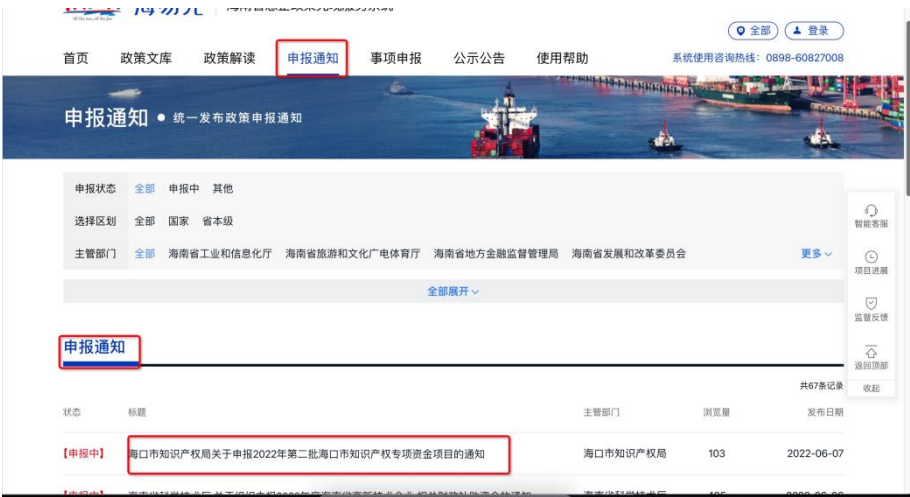 海易兑
全部 登录
首页 政策文库 政策解读 申报通知 事项申报 公示公告 使用帮助 系统使用咨询热线：0898-60827008
申报通知 • 统一发布政策申报通知
申报状态 全部 申报中 其他
选择区划 全部 国家 省本级
主管部门 全部 海南省工业和信息化厅 海南省旅游和文化广电体育厅 海南省地方金融监督管理局 海南省发展和改革委员会 更多
全部展开
智能客服
项目进展
监督反馈
返回顶部
收起
申报通知
共67条记录
状态 标题 主管部门 浏览量 发布日期
【申报中】 海口市知识产权局关于申报2022年第二批海口市知识产权专项资金项目的通知 海口市知识产权局 103 2022-06-07